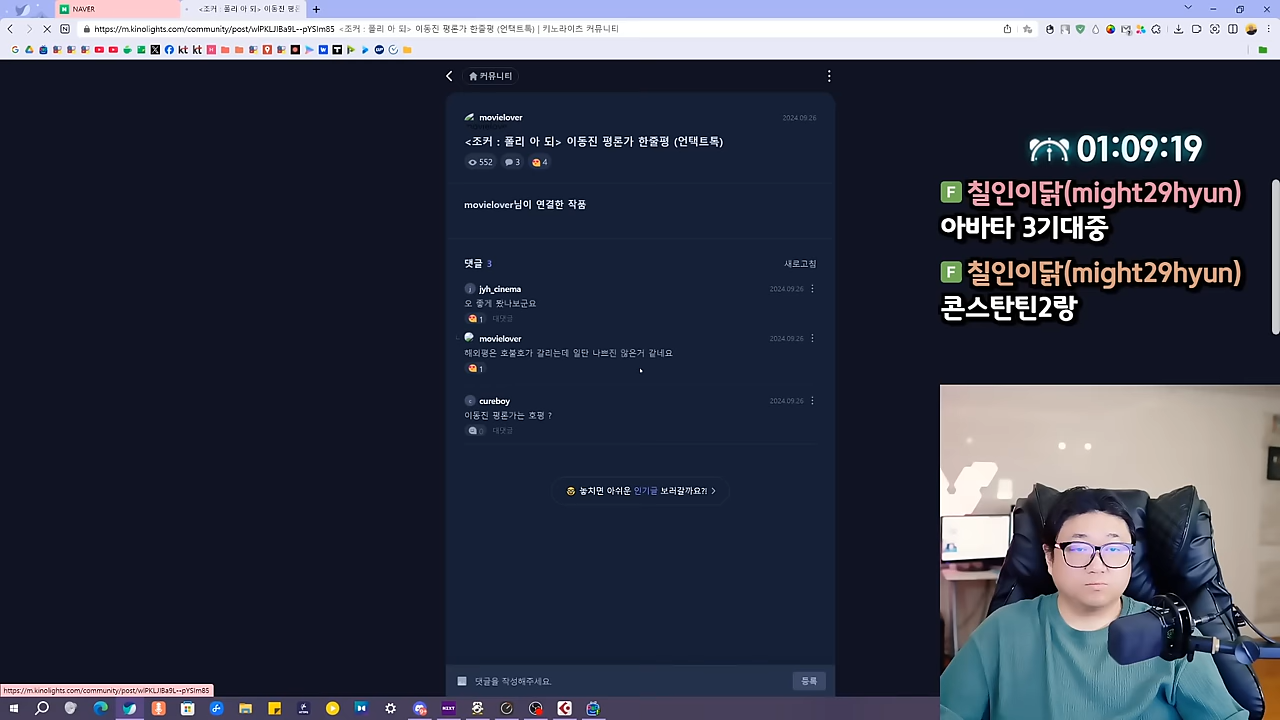 NAVER
<조커 : 폴리 아 되> 이동진 평론
https://m.kinolights.com/community/post/wlPKLJlBa9L--pYSIm85 <조커 : 폴리 아 되> 이동진 평론가 한줄평 (언택트톡) | 키노라이츠 커뮤니티
커뮤니티
movielover
2024.09.26
<조커 : 폴리 아 되> 이동진 평론가 한줄평 (언택트톡)
552
3
4
movielover님이 연결한 작품
댓글 3
새로고침
jyh_cinema
2024.09.26
오 좋게 봤나보군요
1 대댓글
movielover
2024.09.26
해외평은 호불호가 갈리는데 일단 나쁘진 않은거 같네요
1
cureboy
2024.09.26
이동진 평론가는 호평 ?
0 대댓글
놓치면 아쉬운 인기글 보러갈까요?!
댓글을 작성해주세요.
등록
https://m.kinolights.com/community/post/wlPKLJlBa9L--pYSIm85
01:09:19
F 칠인이닭(might29hyun)
아바타 3기대중
F 칠인이닭(might29hyun)
콘스탄틴2랑